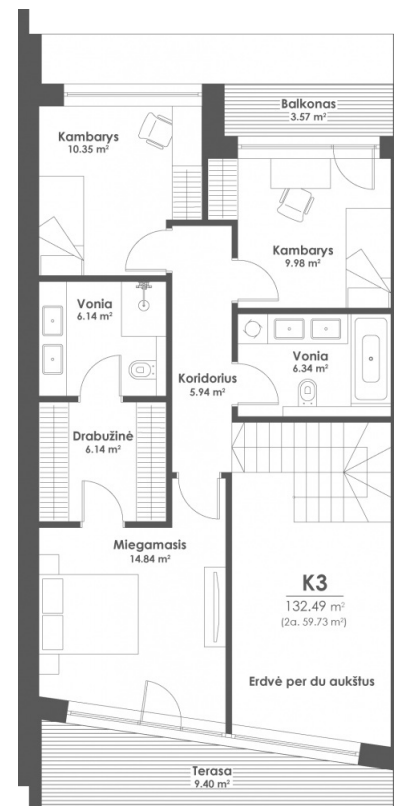 Balkonas
3.57 m²
Kambarys
10.35 m²
Kambarys
9.98 m²
Vonia
6.14 m²
Vonia
6.34 m²
Koridorius
5.94 m²
Drabužinė
6.14 m²
Miegamasis
14.84 m²
K3
132.49 m²
(2a. 59.73 m²)
Erdvė per du aukštus
Terasa
9.40 m²